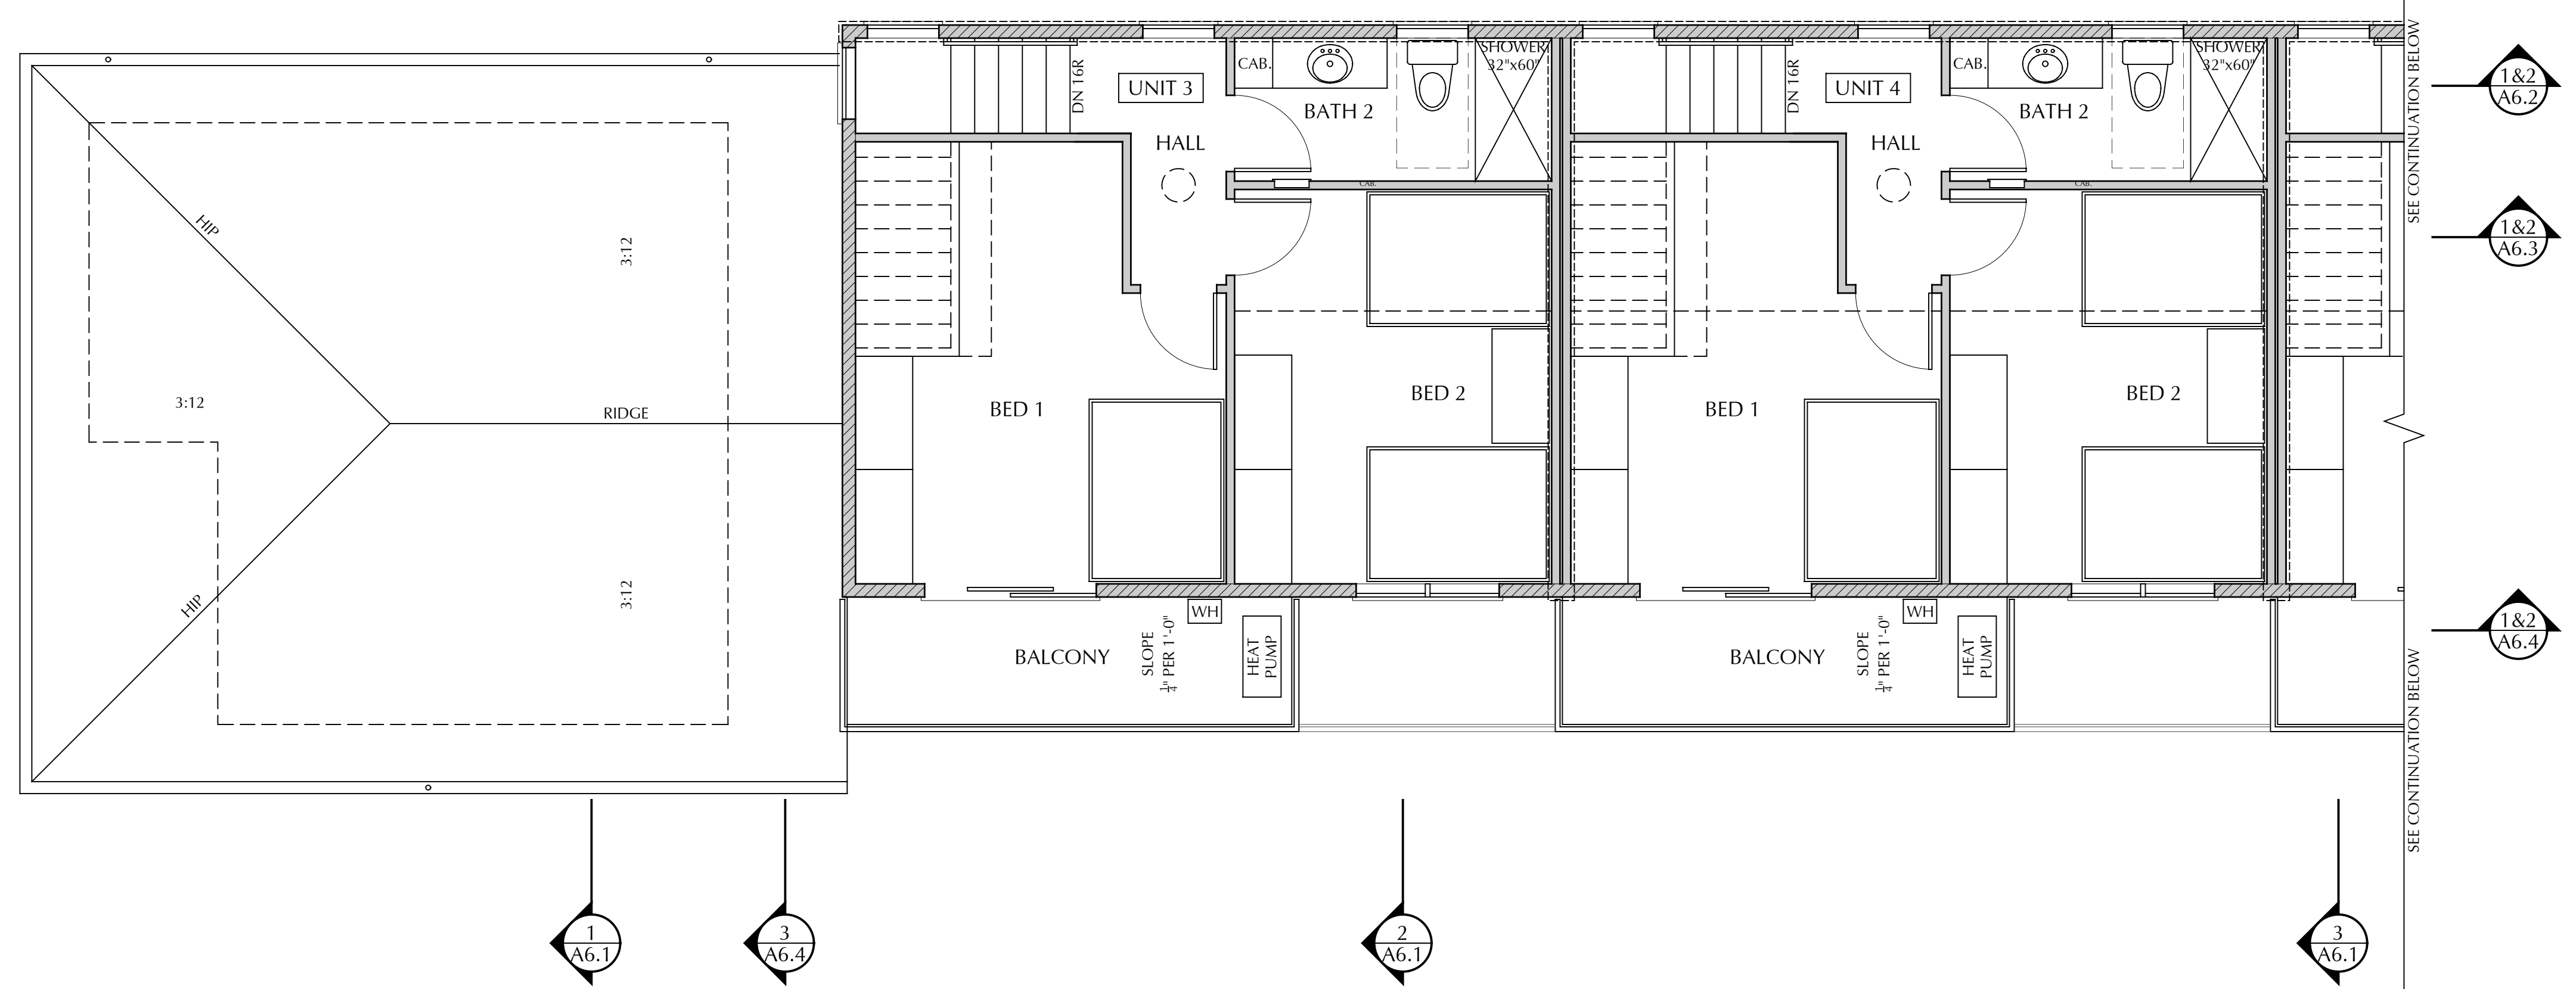 SHOWER
32"x60"
CAB.
DN 16R
UNIT 3
BATH 2
HALL
CAB.
SHOWER
32"x60"
CAB.
DN 16R
UNIT 4
BATH 2
HALL
CAB.
SEE CONTINUATION BELOW
1&2
A6.2
1&2
A6.3
HIP
3:12
3:12
RIDGE
BED 1
BED 2
BED 1
BED 2
HIP
3:12
WH
BALCONY
SLOPE
1/4" PER 1'-0"
HEAT
PUMP
WH
BALCONY
SLOPE
1/4" PER 1'-0"
HEAT
PUMP
SEE CONTINUATION BELOW
1&2
A6.4
1
A6.1
3
A6.4
2
A6.1
3
A6.1